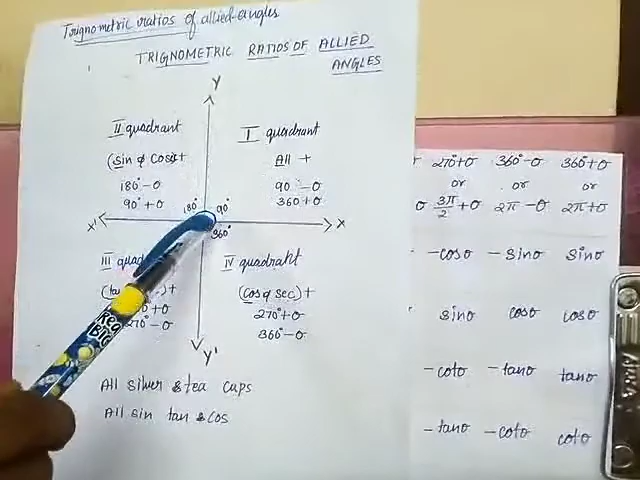 Trignometric ratios of allied angles
TRIGNOMETRIC RATIOS OF ALLIED
ANGLES
Y
II quadrant
(Sin & Cosec +
180° - θ
90° + θ
I quadrant
All +
90° - θ
360 + θ
180°
90°
360°
X'
X
III
+
+ θ
270° - θ
IV quadrant
(Cos & sec) +
270° + θ
360° - θ
Y'
All silver & tea cups
All sin tan & cos
270°+θ 360°-θ 360°+θ
or or or
3π/2 + θ 2π - θ 2π + θ
-cosθ -sinθ sinθ
sinθ cosθ cosθ
-cotθ -tanθ tanθ
-tanθ -cotθ cotθ